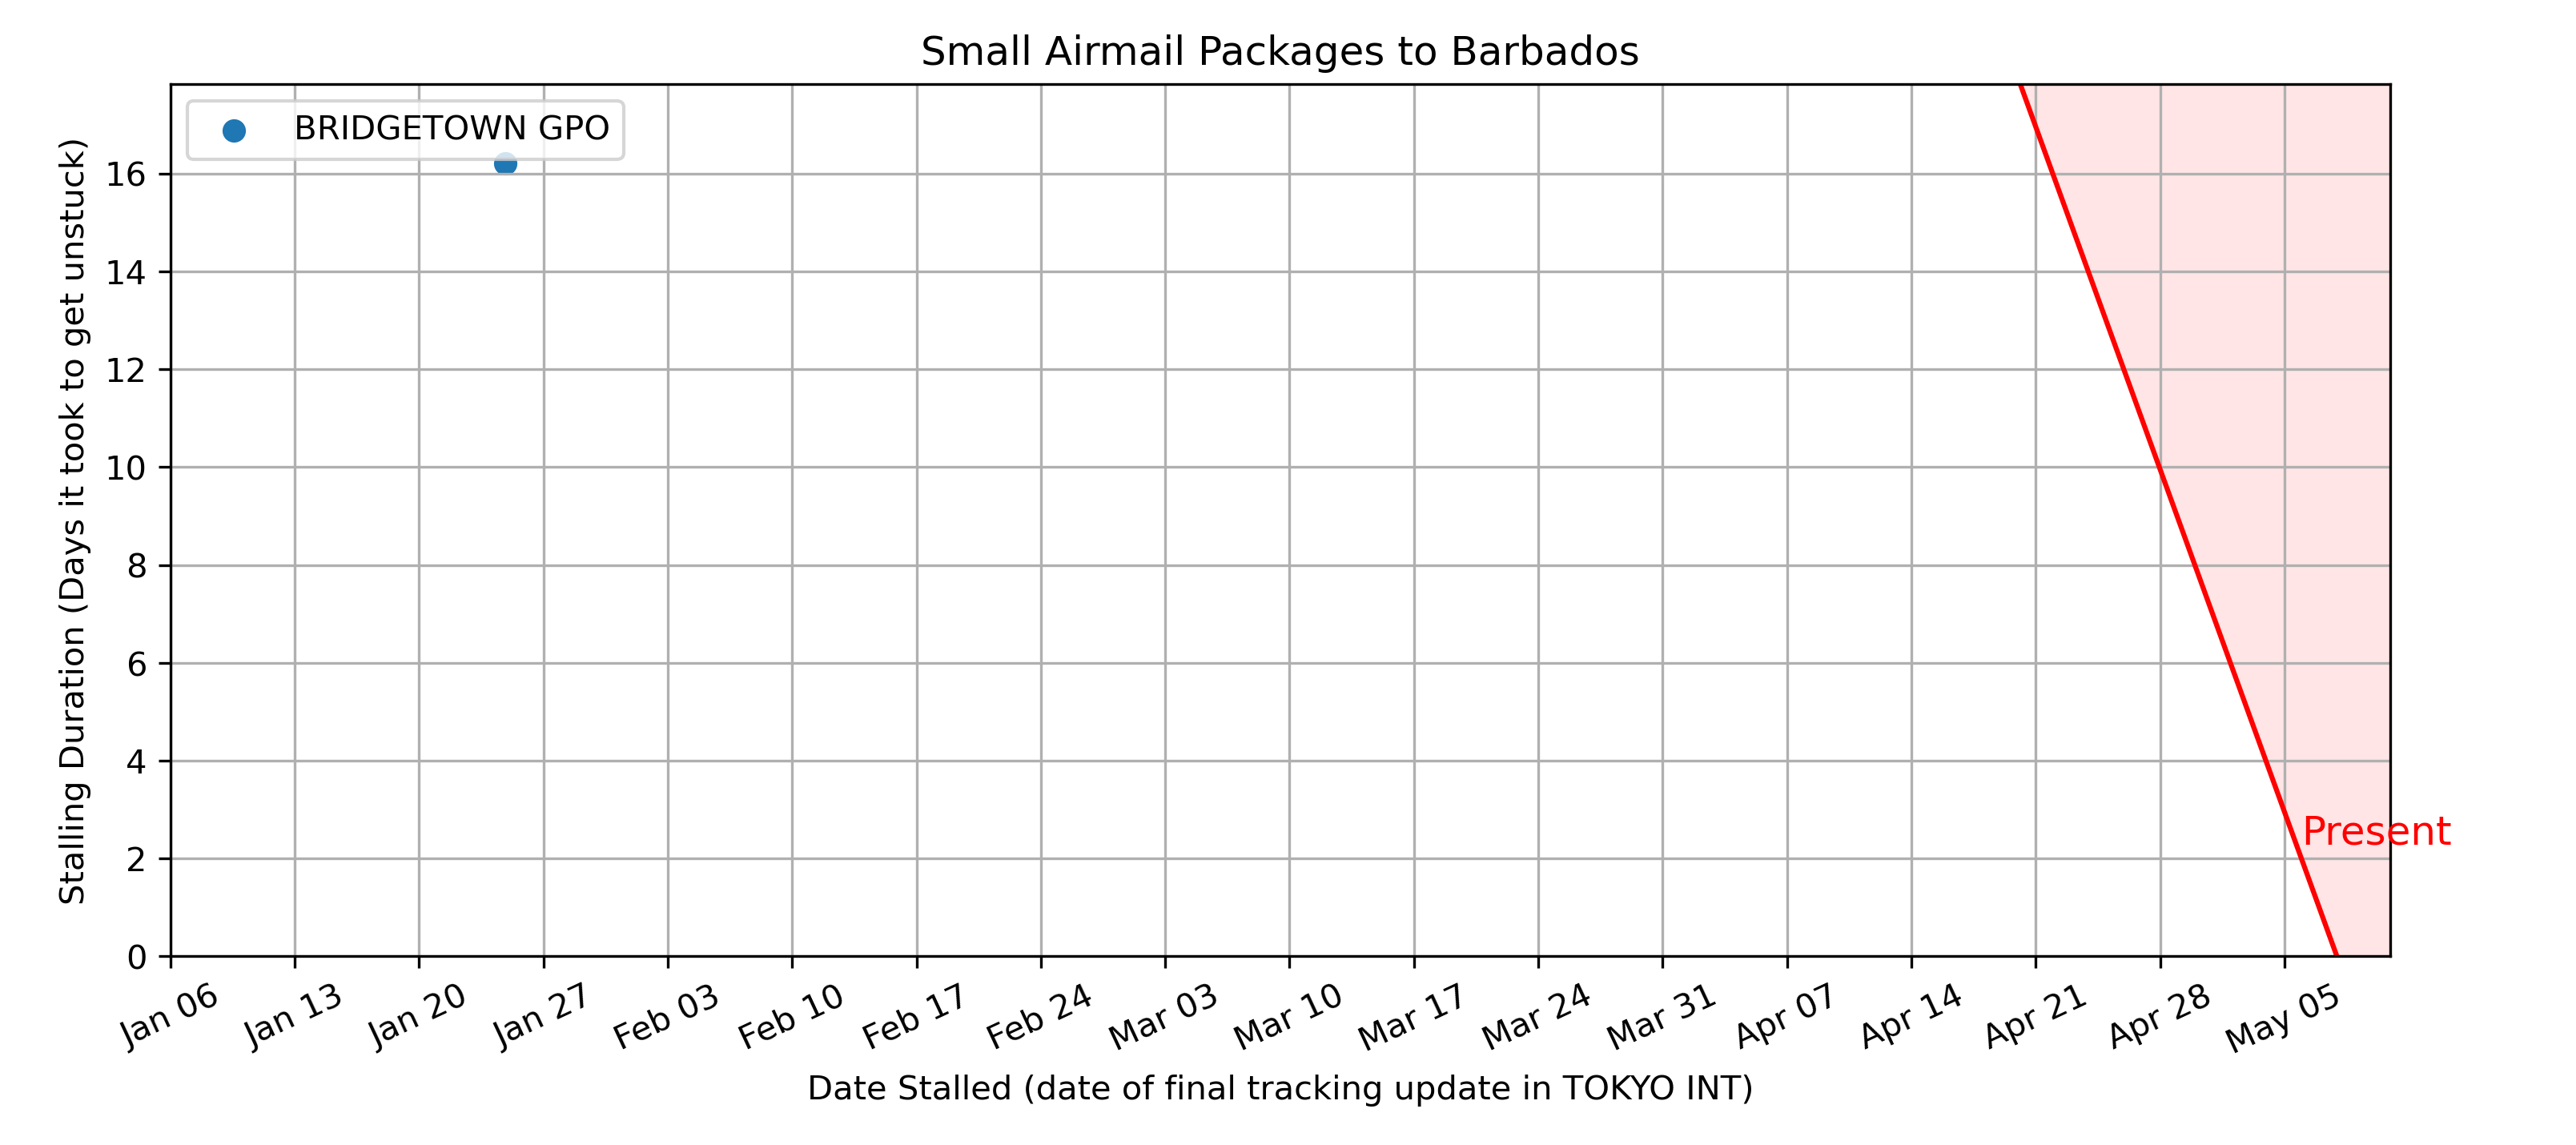 Small Airmail Packages to Barbados
BRIDGETOWN GPO
Stalling Duration (Days it took to get unstuck)
16
14
12
10
8
6
4
2
0
Present
Jan 06
Jan 13
Jan 20
Jan 27
Feb 03
Feb 10
Feb 17
Feb 24
Mar 03
Mar 10
Mar 17
Mar 24
Mar 31
Apr 07
Apr 14
Apr 21
Apr 28
May 05
Date Stalled (date of final tracking update in TOKYO INT)